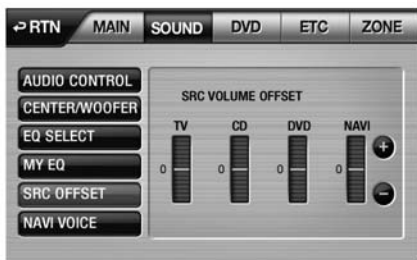 RTN MAIN SOUND DVD ETC ZONE
AUDIO CONTROL
CENTER/WOOFER
EQ SELECT
MY EQ
SRC OFFSET
NAVI VOICE
SRC VOLUME OFFSET
TV CD DVD NAVI
0 0 0 0
+
−